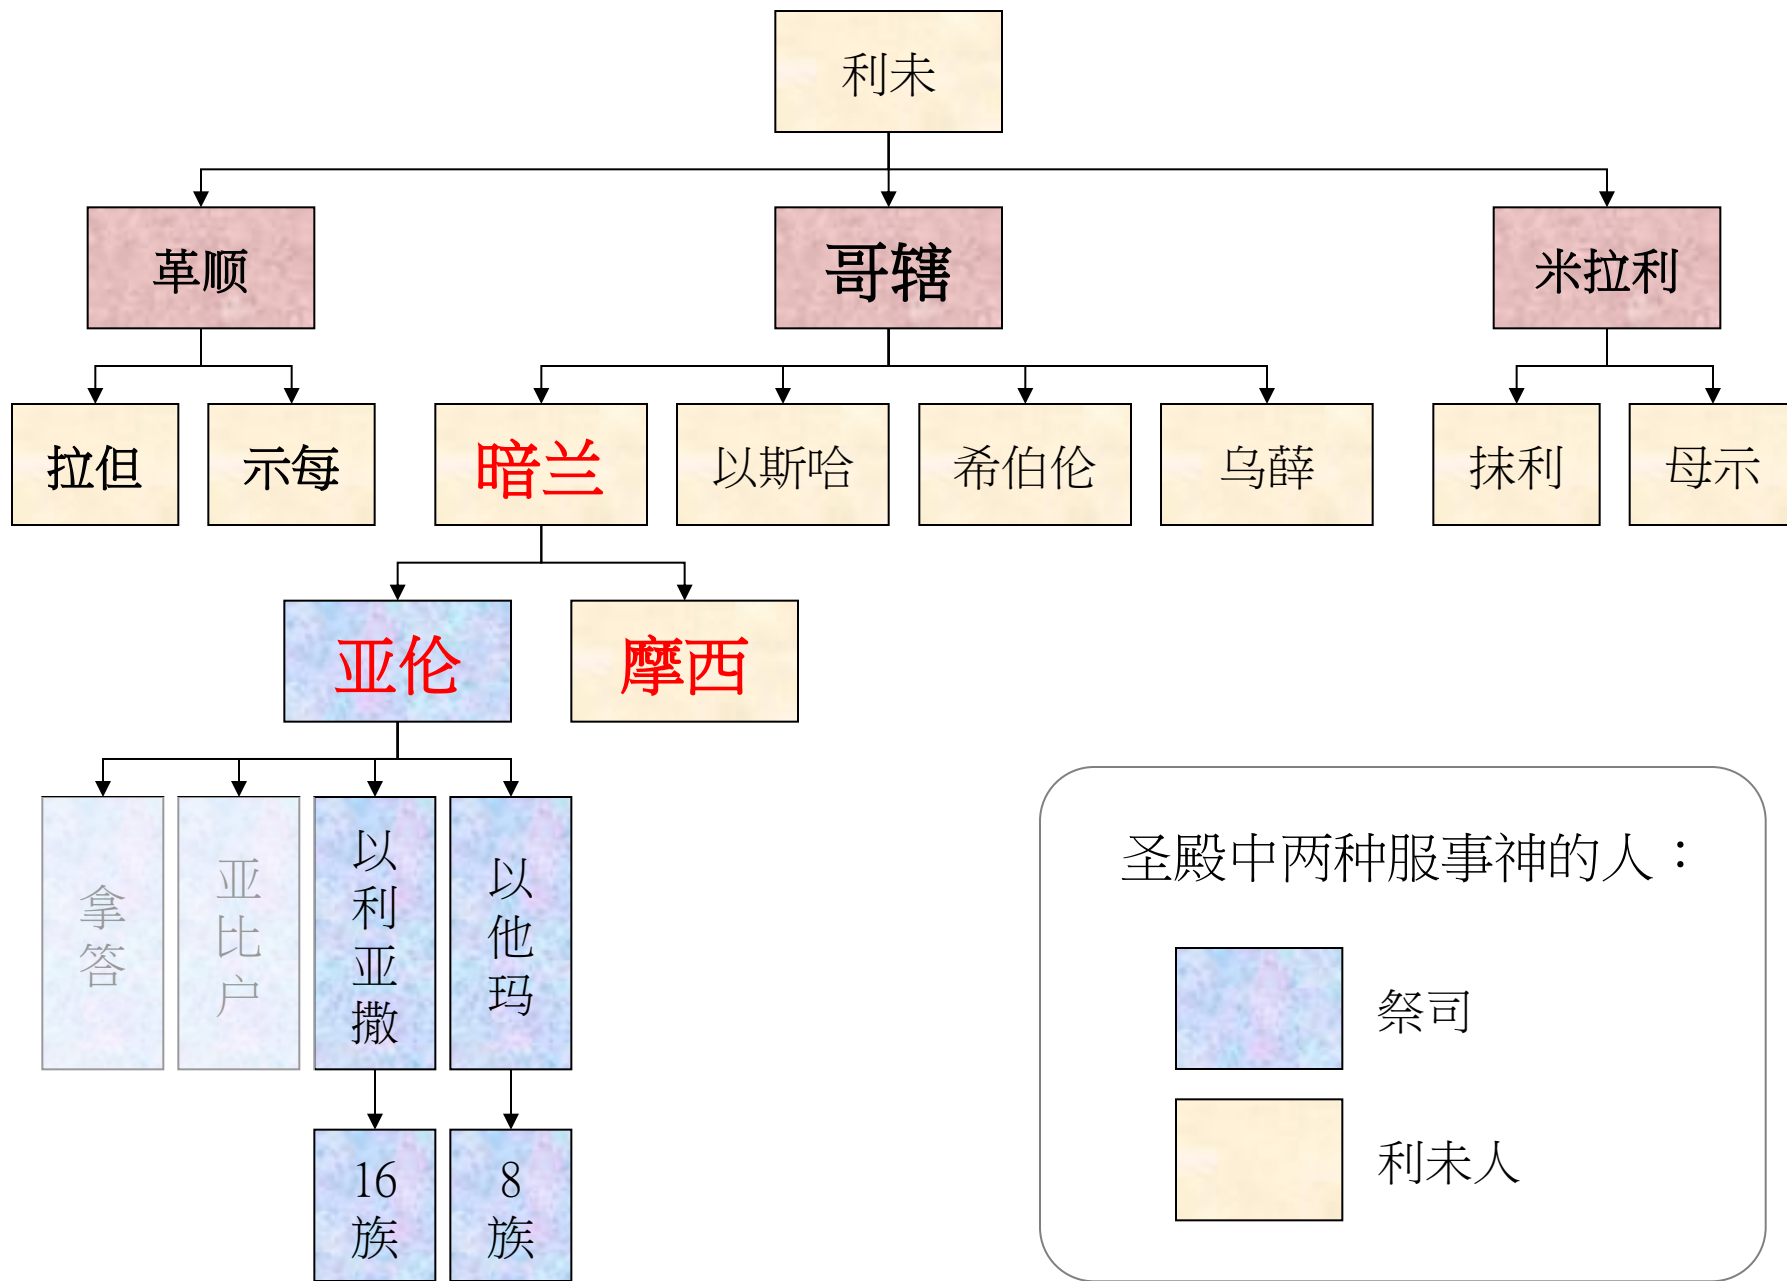 利未
革顺
哥辖
米拉利
拉但
示每
暗兰
以斯哈
希伯伦
乌薛
抹利
母示
亚伦
摩西
拿答
亚比户
以利亚撒
以他玛
16族
8族
圣殿中两种服事神的人：
祭司
利未人